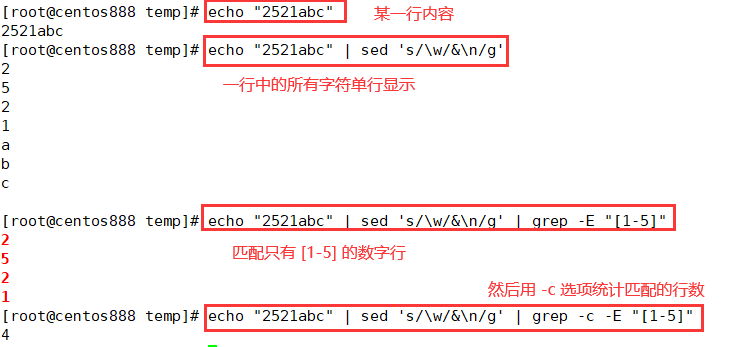 [root@centos888 temp]# echo "2521abc" 某一行内容
2521abc
[root@centos888 temp]# echo "2521abc" | sed 's/\w/&\n/g'
2
一行中的所有字符单行显示
5
2
1
a
b
c
[root@centos888 temp]# echo "2521abc" | sed 's/\w/&\n/g' | grep -E "[1-5]"
2
匹配只有 [1-5] 的数字行
5
2
1
然后用 -c 选项统计匹配的行数
[root@centos888 temp]# echo "2521abc" | sed 's/\w/&\n/g' | grep -c -E "[1-5]"
4